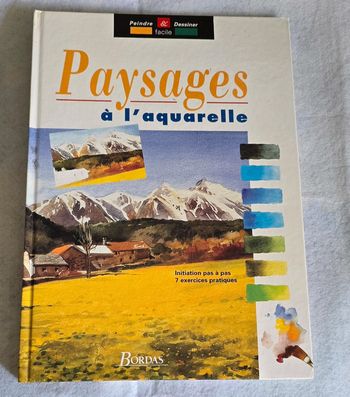 Peindre & Dessiner
facile
Paysages
à l'aquarelle
Initiation pas à pas
7 exercices pratiques
BORDAS